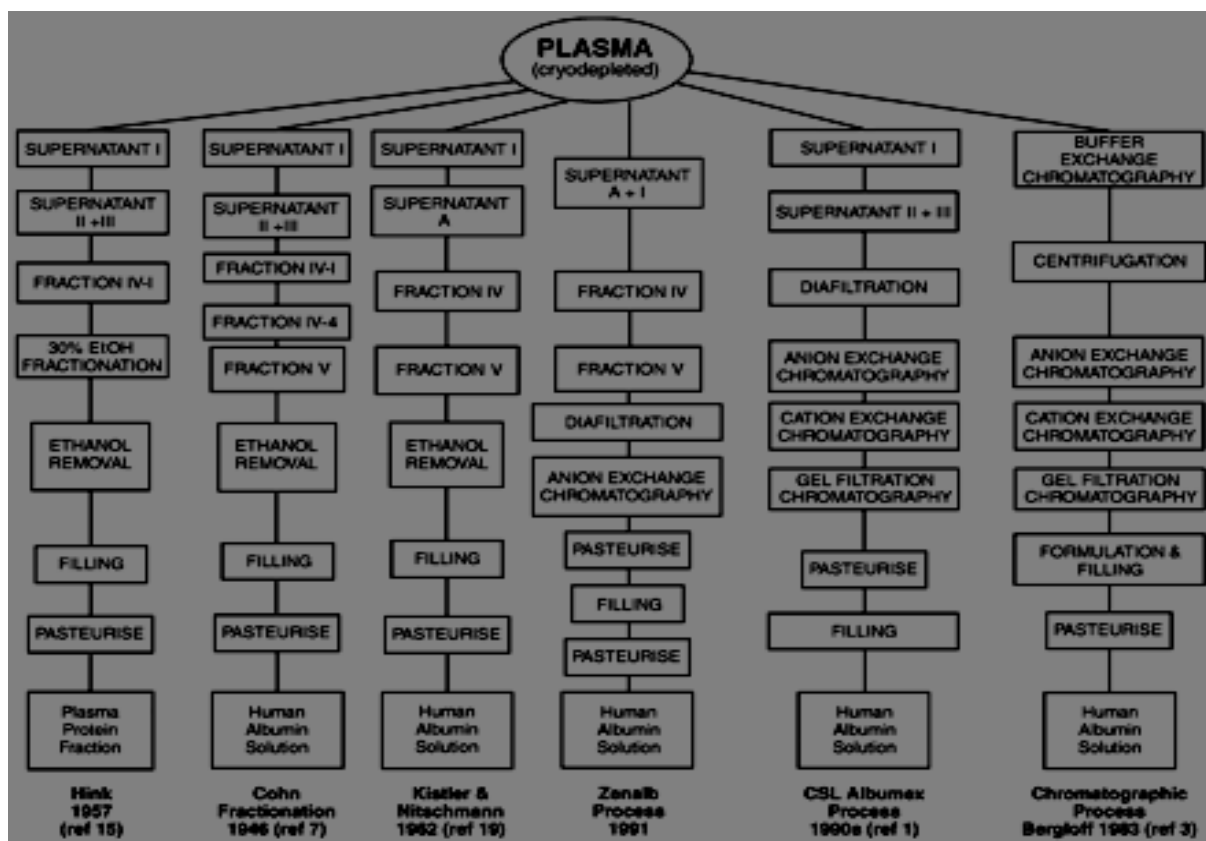 PLASMA
(cryodepleted)
SUPERNATANT I
SUPERNATANT
II +III
FRACTION IV-I
30% EtOH
FRACTIONATION
ETHANOL
REMOVAL
FILLING
PASTEURISE
Plasma
Protein
Fraction
Hink
1957
(ref 15)
SUPERNATANT I
SUPERNATANT
II +III
FRACTION IV-I
FRACTION IV-4
FRACTION V
ETHANOL
REMOVAL
FILLING
PASTEURISE
Human
Albumin
Solution
Cohn
Fractionation
1946 (ref 7)
SUPERNATANT I
SUPERNATANT
A
FRACTION IV
FRACTION V
ETHANOL
REMOVAL
FILLING
PASTEURISE
Human
Albumin
Solution
Kistler &
Nitschmann
1962 (ref 19)
SUPERNATANT
A + I
FRACTION IV
FRACTION V
DIAFILTRATION
ANION EXCHANGE
CHROMATOGRAPHY
PASTEURISE
FILLING
PASTEURISE
Human
Albumin
Solution
Zenalb
Process
1991
SUPERNATANT I
SUPERNATANT II + III
DIAFILTRATION
ANION EXCHANGE
CHROMATOGRAPHY
CATION EXCHANGE
CHROMATOGRAPHY
GEL FILTRATION
CHROMATOGRAPHY
PASTEURISE
FILLING
Human
Albumin
Solution
CSL Albumex
Process
1990s (ref 1)
BUFFER
EXCHANGE
CHROMATOGRAPHY
CENTRIFUGATION
ANION EXCHANGE
CHROMATOGRAPHY
CATION EXCHANGE
CHROMATOGRAPHY
GEL FILTRATION
CHROMATOGRAPHY
FORMULATION &
FILLING
PASTEURISE
Human
Albumin
Solution
Chromatographic
Process
Bergloff 1983 (ref 3)